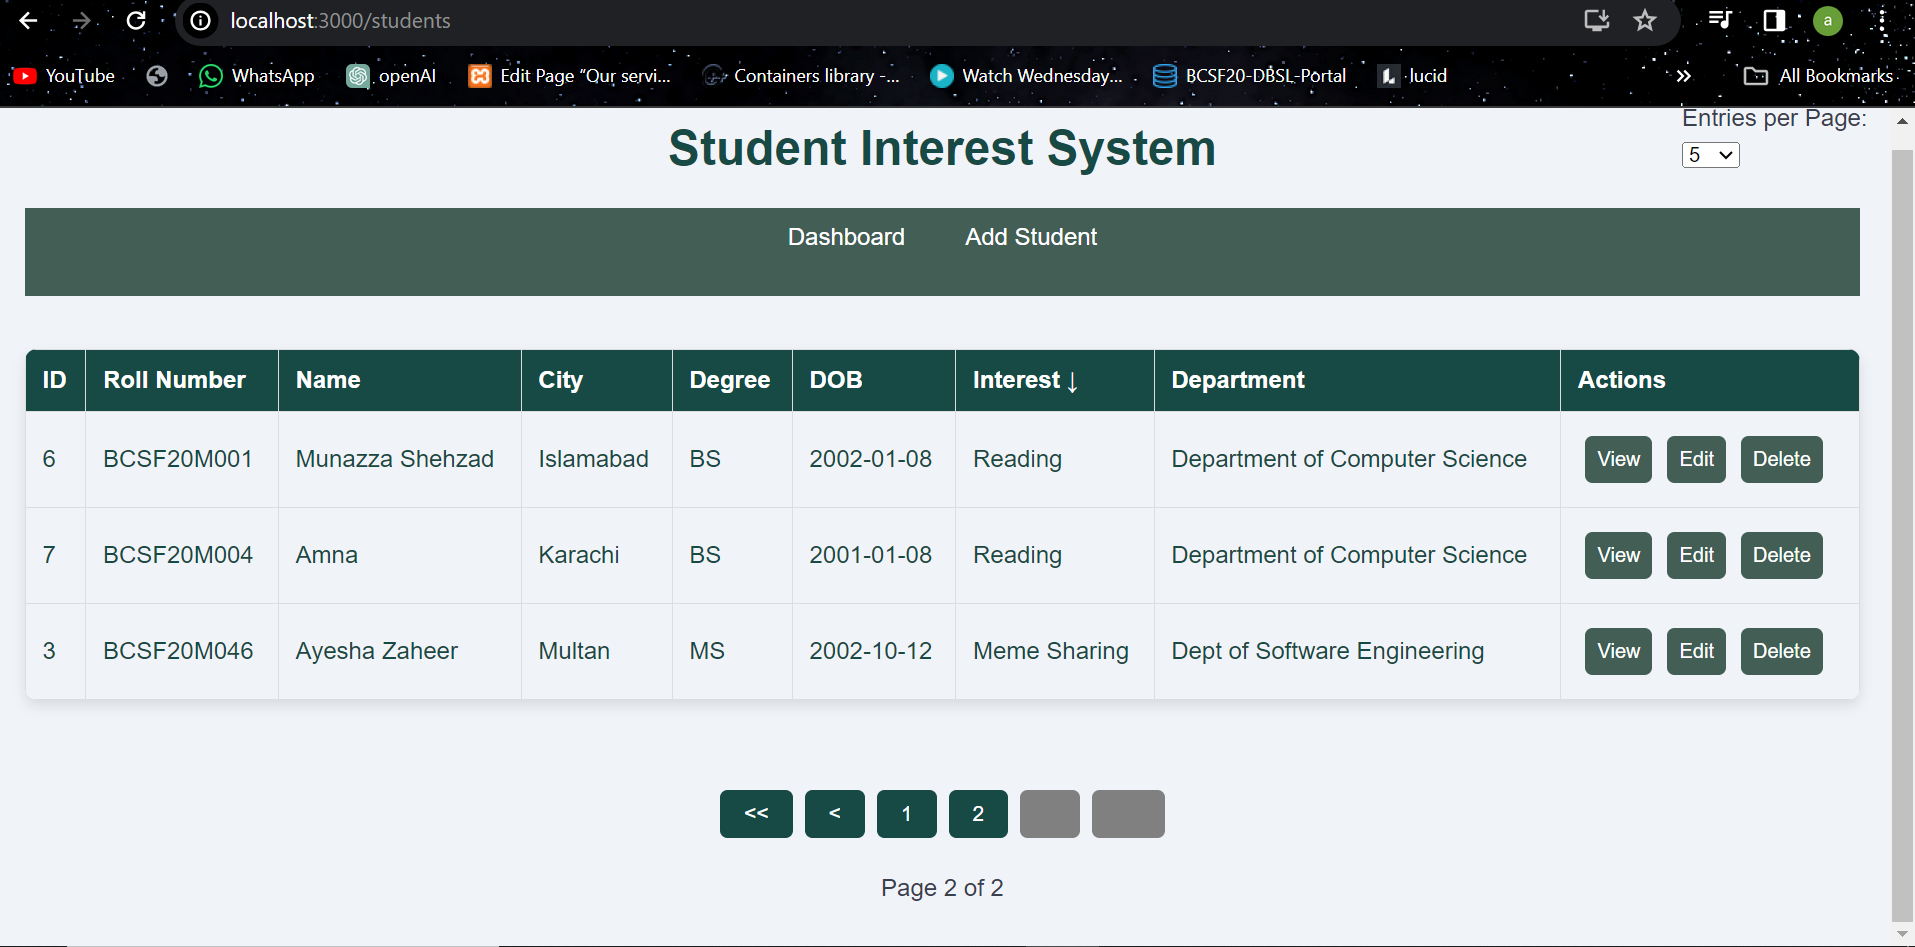 localhost:3000/students
a
YouTube WhatsApp openAI Edit Page “Qur servi... Containers library -... Watch Wednesday... BCSF20-DBSL-Portal lucid » All Bookmarks
Entries per Page:
Student Interest System
5
Dashboard Add Student
ID Roll Number Name City Degree DOB Interest ↓ Department Actions
6 BCSF20M001 Munazza Shehzad Islamabad BS 2002-01-08 Reading Department of Computer Science View Edit Delete
7 BCSF20M004 Amna Karachi BS 2001-01-08 Reading Department of Computer Science View Edit Delete
3 BCSF20M046 Ayesha Zaheer Multan MS 2002-10-12 Meme Sharing Dept of Software Engineering View Edit Delete
<< < 1 2
Page 2 of 2